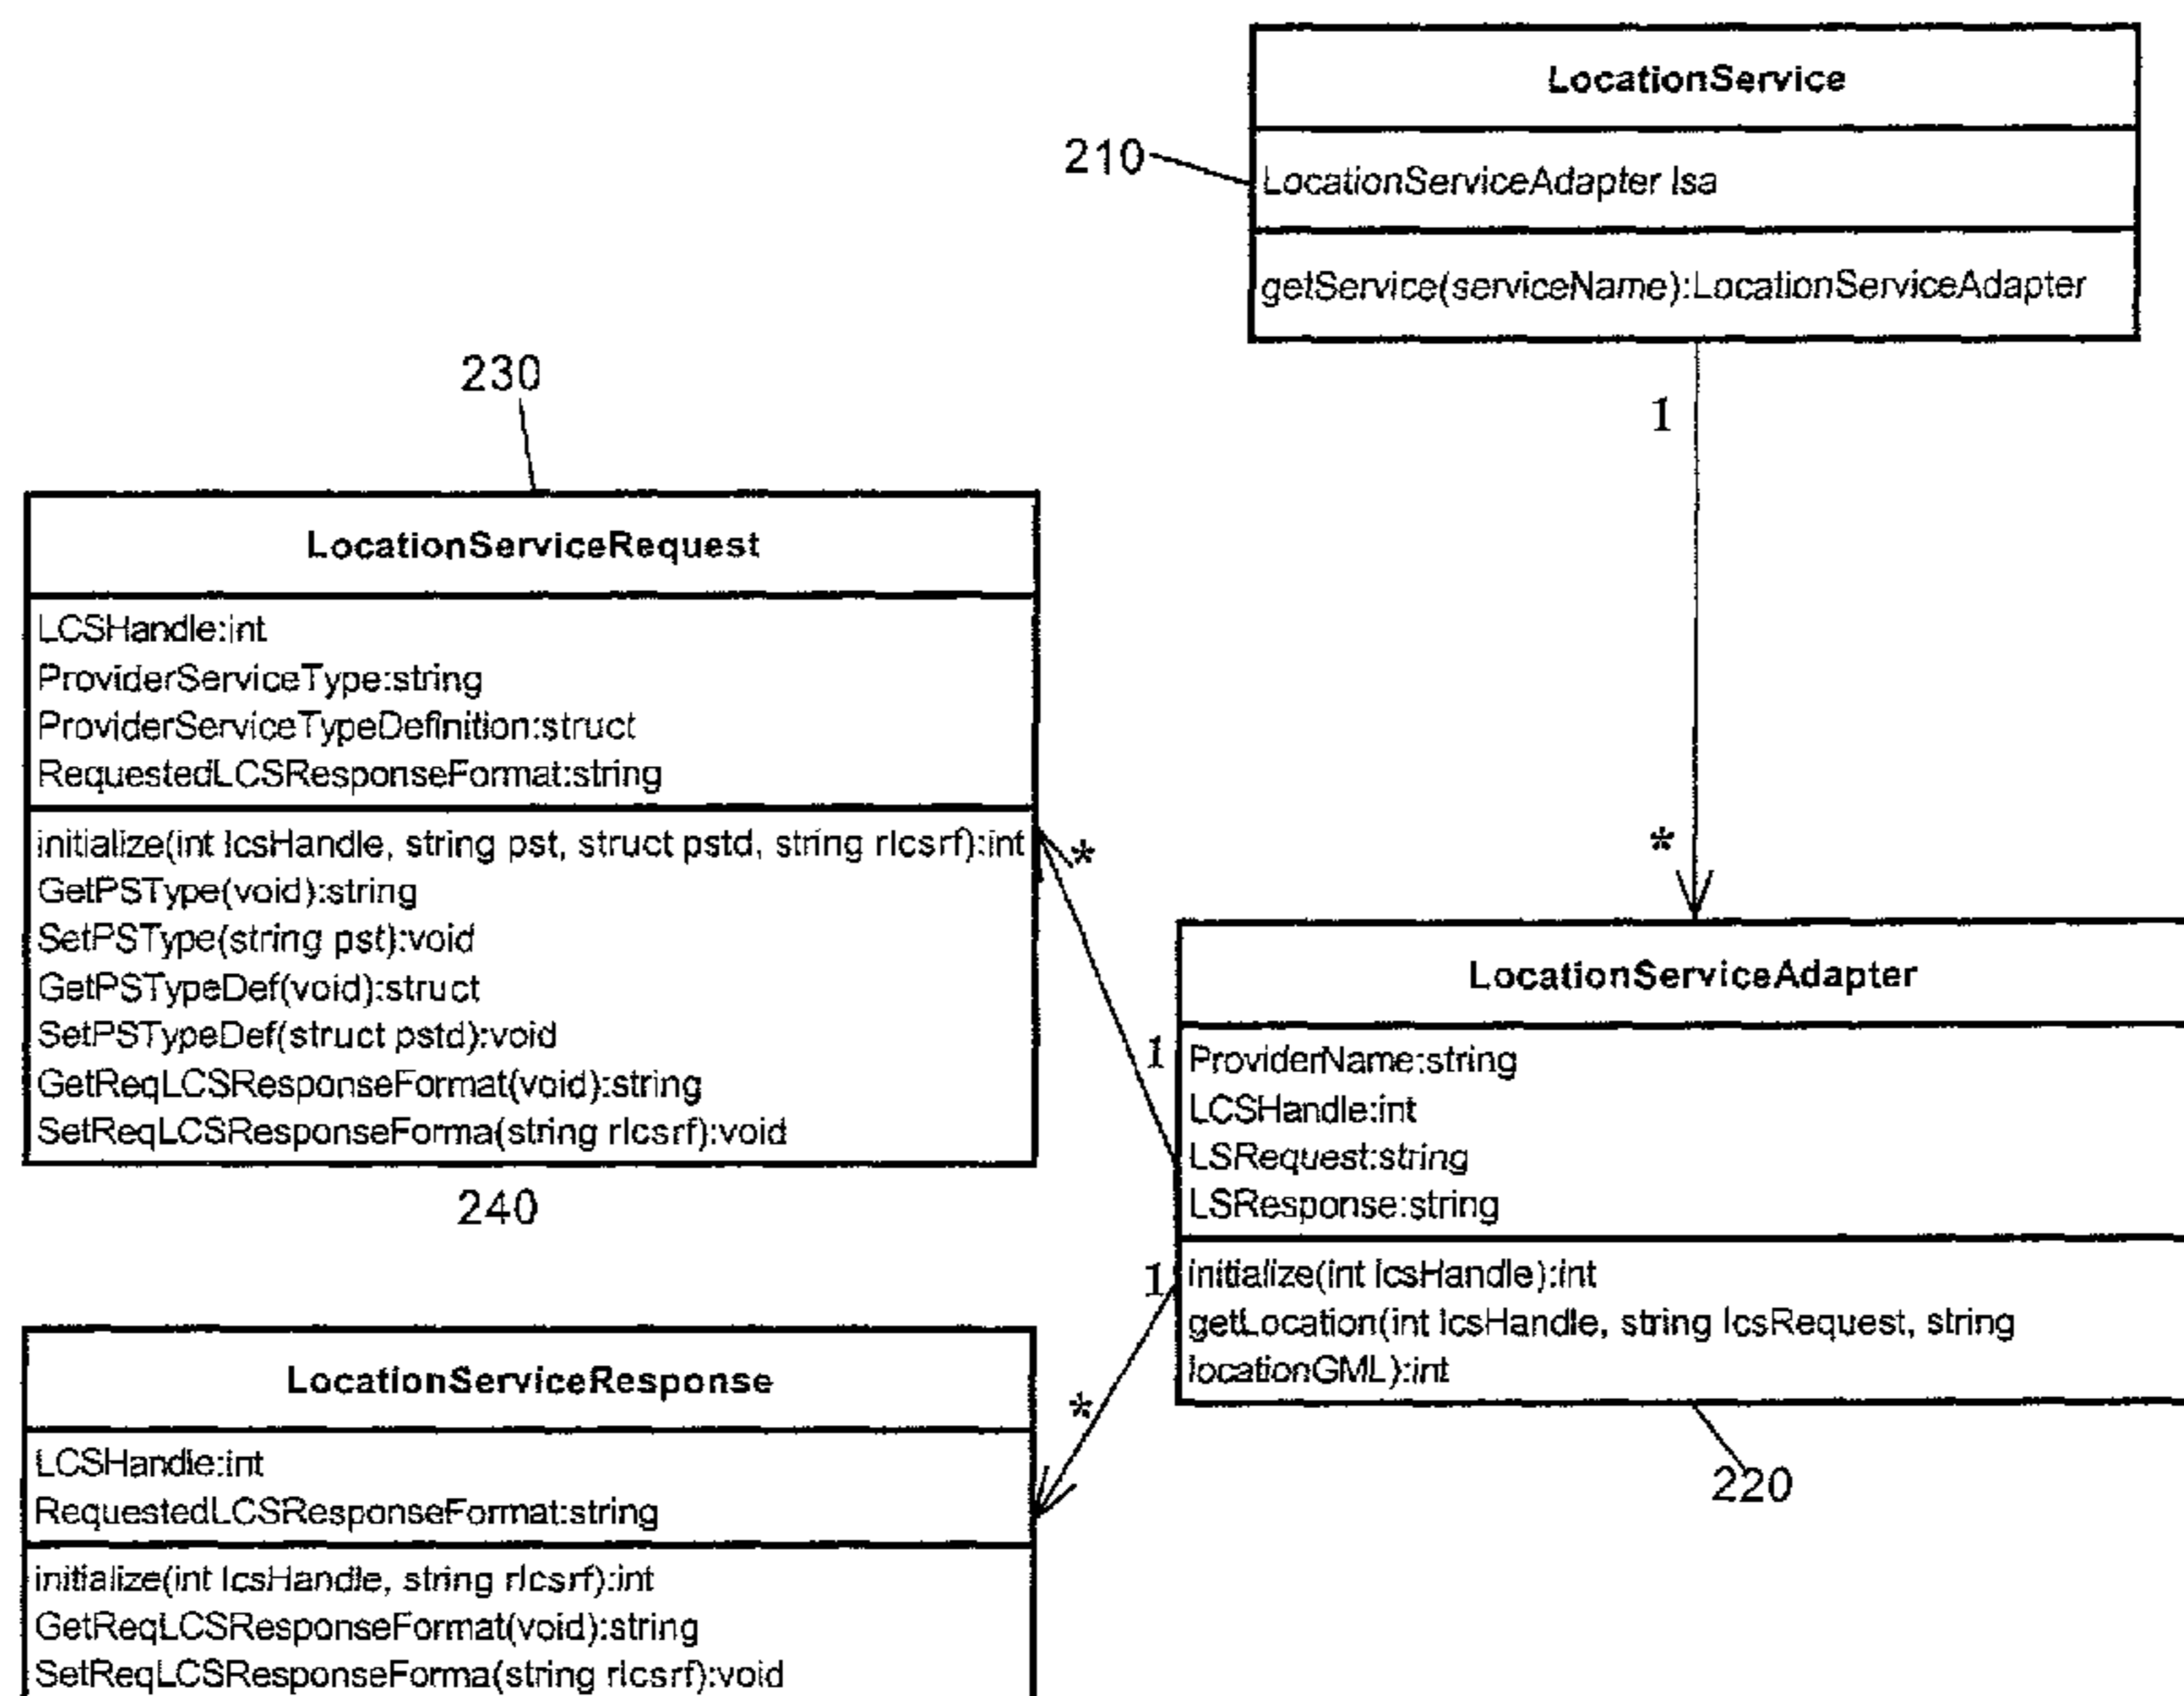 LocationService
210
LocationServiceAdapter lsa
getService(serviceName):LocationServiceAdapter
1
*
230
LocationServiceRequest
LCSHandle:int
ProviderServiceType:string
ProviderServiceTypeDefinition:struct
RequestedLCSResponseFormat:string
initialize(int lcsHandle, string pst, struct pstd, string rlcsrf):int
GetPSType(void):string
SetPSType(string pst):void
GetPSTypeDef(void):struct
SetPSTypeDef(struct pstd):void
GetReqLCSResponseFormat(void):string
SetReqLCSResponseForma(string rlcsrf):void
*
1
240
LocationServiceAdapter
ProviderName:string
LCSHandle:int
LSRequest:string
LSResponse:string
initialize(int lcsHandle):int
getLocation(int lcsHandle, string lcsRequest, string
locationGML):int
1
*
220
LocationServiceResponse
LCSHandle:int
RequestedLCSResponseFormat:string
initialize(int lcsHandle, string rlcsrf):int
GetReqLCSResponseFormat(void):string
SetReqLCSResponseForma(string rlcsrf):void